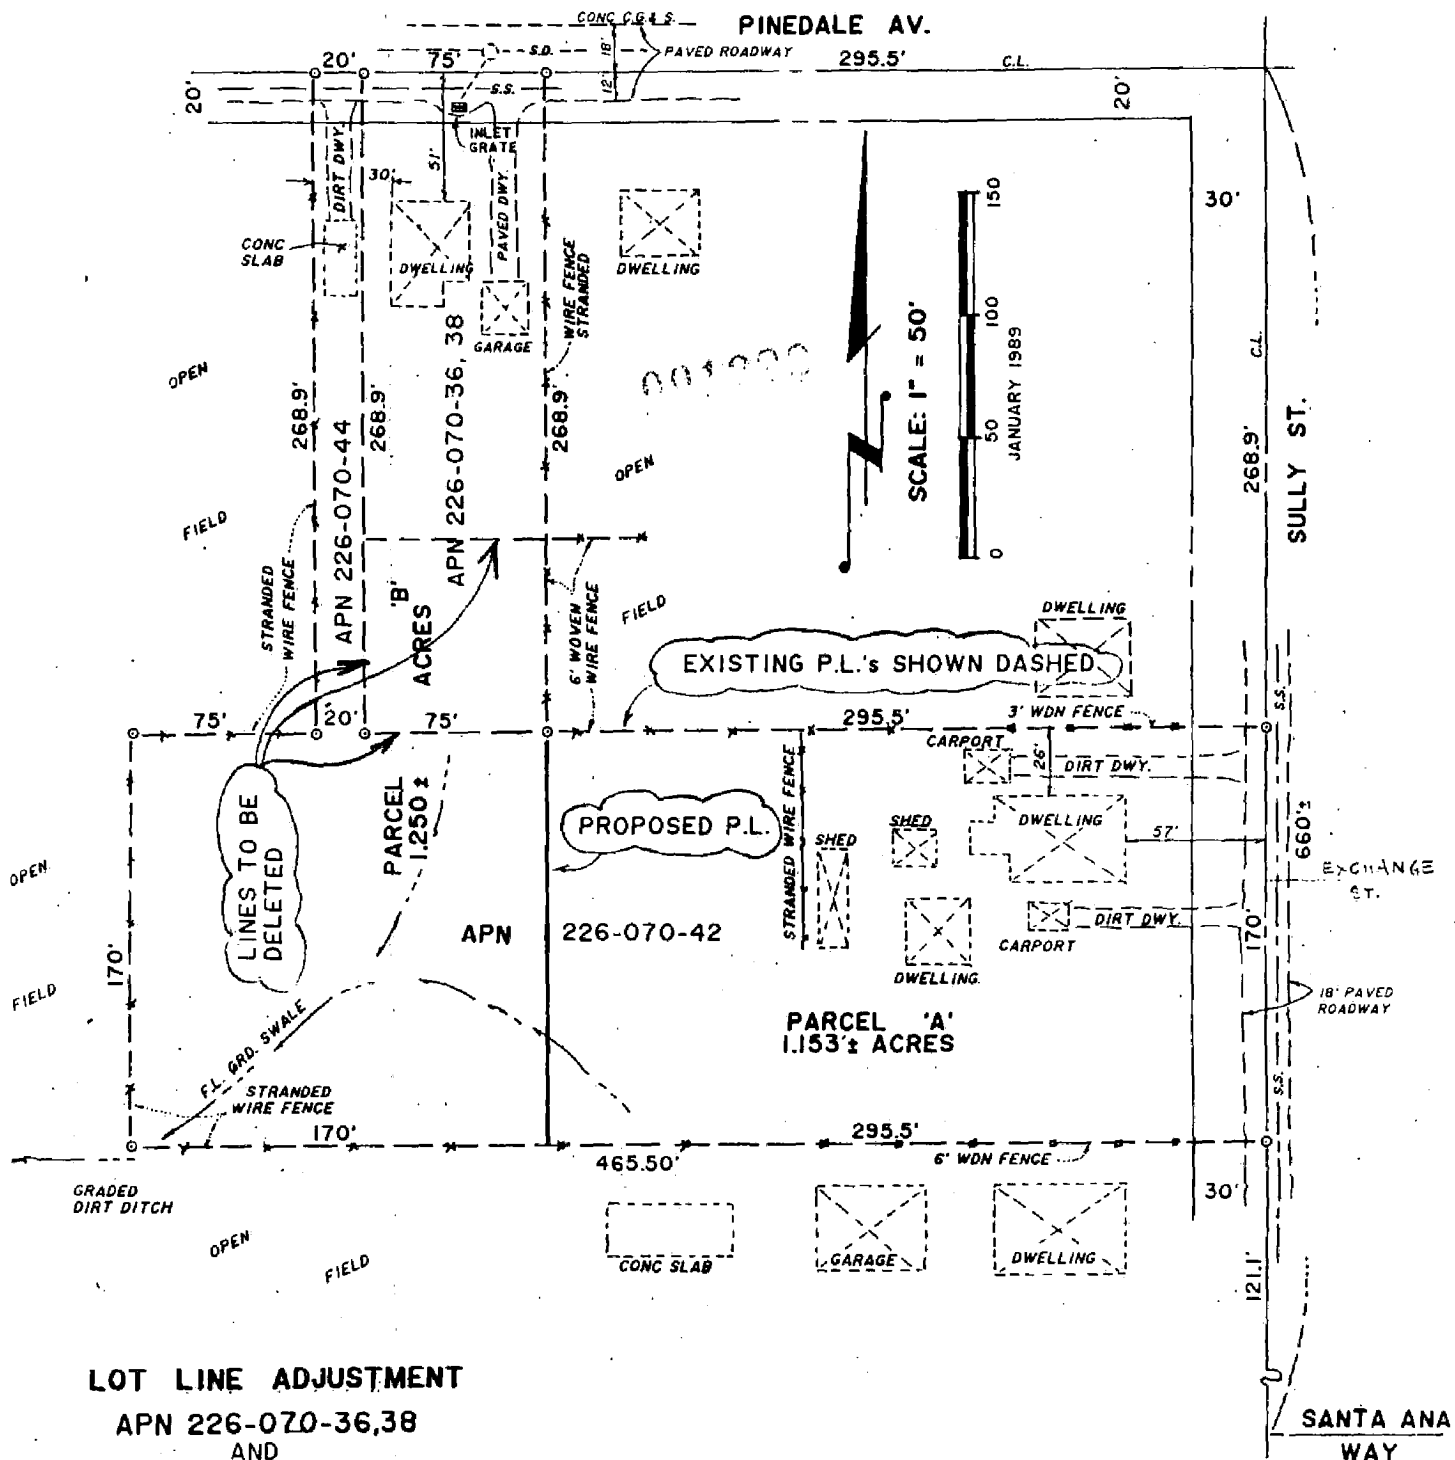 CONC C.G.& S.
PINEDALE AV.
PAVED ROADWAY
20'
75'
S.D.
18'
295.5'
C.L.
20'
S.S.
12'
20'
INLET
GRATE
DIRT DWY.
30'
51'
PAVED DWY.
30'
CONC
SLAB
DWELLING
WIRE FENCE
STRANDED
DWELLING
GARAGE
OPEN
268.9'
268.9'
APN 226-070-44
APN 226-070-36, 38
268.9'
OPEN
SCALE: 1" = 50'
150
100
50
0
JANUARY 1989
C.L.
268.9'
SULLY ST.
FIELD
STRANDED
WIRE FENCE
'B'
ACRES
6' WOVEN
WIRE FENCE
FIELD
DWELLING
EXISTING P.L.'s SHOWN DASHED
75'
20'
75'
295.5'
3' WDN FENCE
S.S.
CARPORT
26'
DIRT DWY.
LINES TO BE
DELETED
PARCEL
1.250 ±
PROPOSED P.L.
STRANDED WIRE FENCE
SHED
SHED
DWELLING
57'
660'±
EXCHANGE
ST.
OPEN
APN
226-070-42
DIRT DWY.
CARPORT
170'
170'
DWELLING
FIELD
18' PAVED
ROADWAY
F.L. GRD. SWALE
PARCEL 'A'
1.153'± ACRES
STRANDED
WIRE FENCE
S.S.
170'
295.5'
465.50'
6' WDN FENCE
GRADED
DIRT DITCH
30'
OPEN
FIELD
CONC SLAB
GARAGE
DWELLING
121.1'
LOT LINE ADJUSTMENT
APN 226-070-36,38
AND
SANTA ANA
WAY